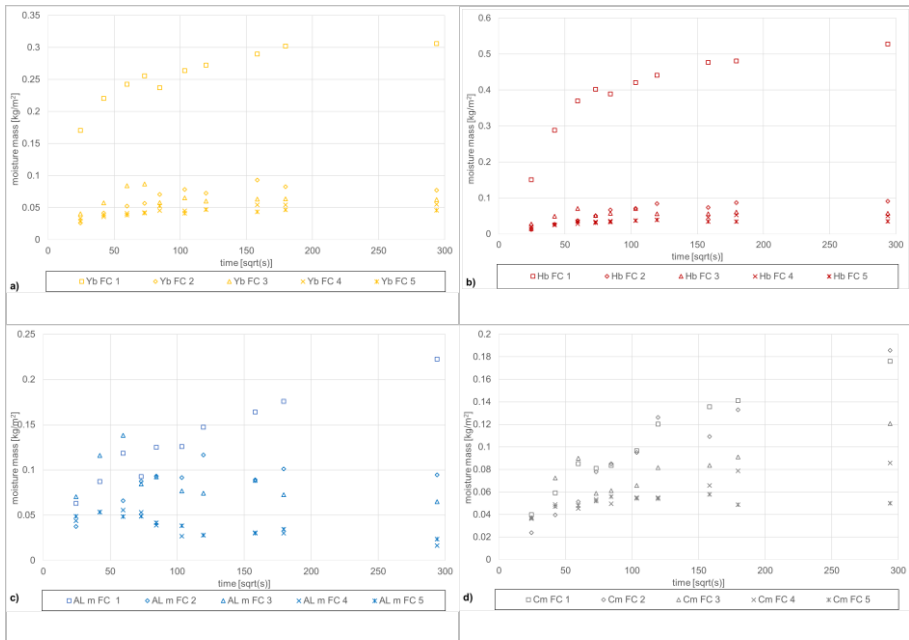 0.35
0.3
0.25
0.2
0.15
0.1
0.05
0
moisture mass [kg/m²]
0 50 100 150 200 250 300
time [sqrt(s)]
a) Yb FC 1 Yb FC 2 Yb FC 3 Yb FC 4 Yb FC 5
0.6
0.5
0.4
0.3
0.2
0.1
0
moisture mass [kg/m²]
0 50 100 150 200 250 300
time [sqrt(s)]
b) Hb FC 1 Hb FC 2 Hb FC 3 Hb FC 4 Hb FC 5
0.25
0.2
0.15
0.1
0.05
0
moisture mass [kg/m²]
0 50 100 150 200 250 300
time [sqrt(s)]
c) AL m FC 1 AL m FC 2 AL m FC 3 AL m FC 4 AL m FC 5
0.2
0.18
0.16
0.14
0.12
0.1
0.08
0.06
0.04
0.02
0
moisture mass [kg/m²]
0 50 100 150 200 250 300
time [sqrt(s)]
d) Cm FC 1 Cm FC 2 Cm FC 3 Cm FC 4 Cm FC 5